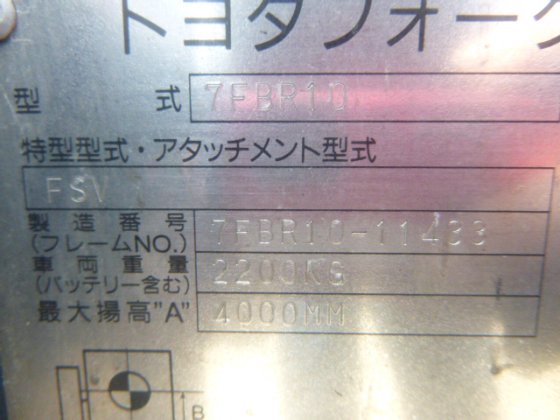 トヨタフォーク
型 式 7FBR10
特型型式・アタッチメント型式
FSV
製造番号 (フレームNO.) 7FBR10-11433
車両重量 (バッテリー含む) 2200KG
最大揚高"A" 4000MM
B